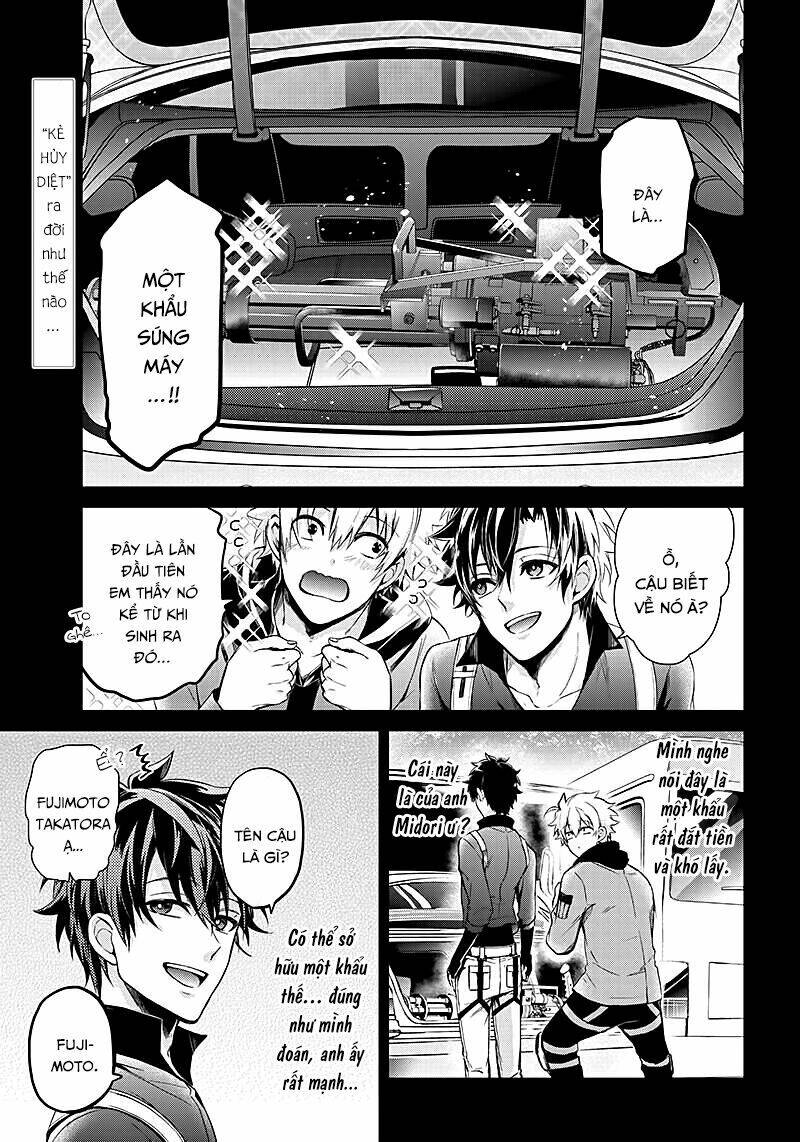 ĐÂY
LÀ...
MỘT
KHẨU
SÚNG
MÁY
...!!
"KẺ
HỦY
DIỆT"
ra
đời
như
thế
nào
...
Ồ,
CẬU BIẾT
VỀ NÓ À?
ĐÂY LÀ LẦN
ĐẦU TIÊN
EM THẤY NÓ
KỂ TỪ KHI
SINH RA
ĐÓ...
To
ghê...
Mình nghe
nói đây là
một khẩu
rất đắt tiền
và khó lấy.
Cái này
là của anh
Midori ư?
TÊN CẬU
LÀ GÌ?
Ể?
FUJIMOTO
TAKATORA
Ạ...
Có thể sở
hữu một khẩu
thế... đúng
như mình
đoán, anh ấy
rất mạnh...
FUJI-
MOTO.